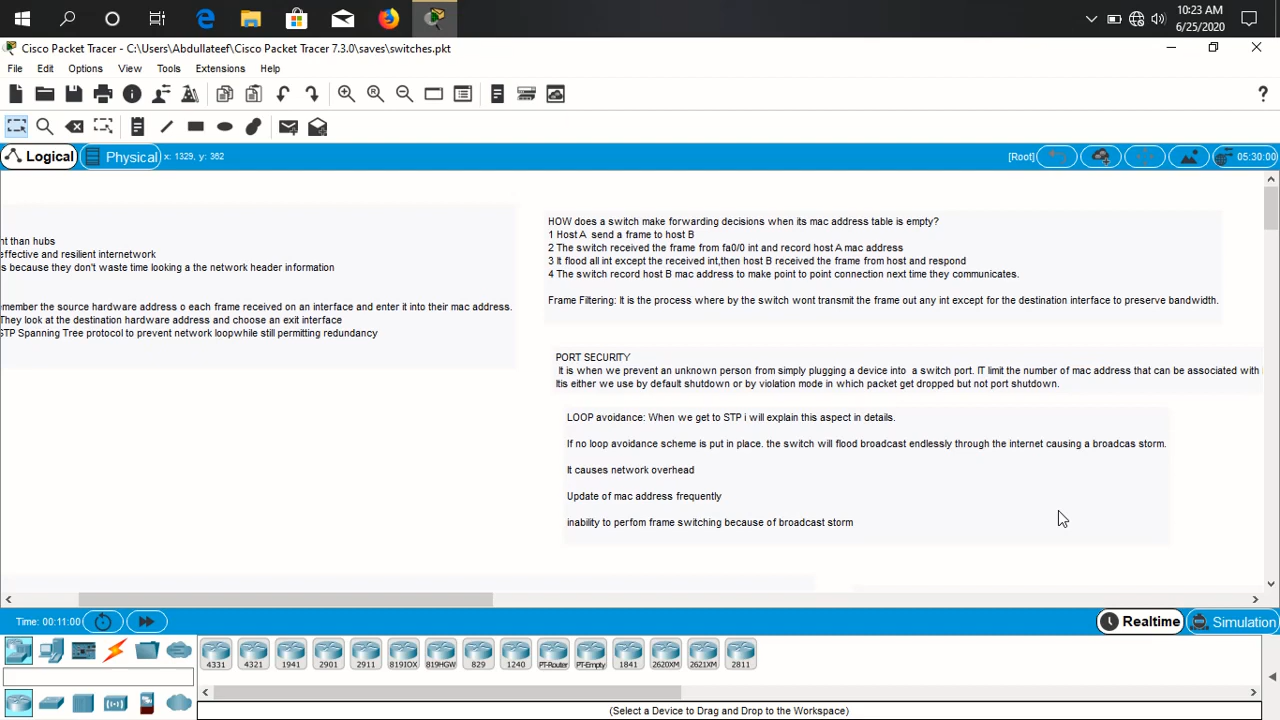 10:23 AM
6/25/2020
Cisco Packet Tracer - C:\Users\Abdullateef\Cisco Packet Tracer 7.3.0\saves\switches.pkt
File Edit Options View Tools Extensions Help
Logical Physical x: 1329, y: 362 [Root] 05:30:00
nt than hubs
effective and resilient internetwork
s because they don't waste time looking a the network header information
emember the source hardware address o each frame received on an interface and enter it into their mac address.
They look at the destination hardware address and choose an exit interface
STP Spanning Tree protocol to prevent network loopwhile still permitting redundancy
HOW does a switch make forwarding decisions when its mac address table is empty?
1 Host A send a frame to host B
2 The switch received the frame from fa0/0 int and record host A mac address
3 It flood all int except the received int,then host B received the frame from host and respond
4 The switch record host B mac address to make point to point connection next time they communicates.
Frame Filtering: It is the process where by the switch wont transmit the frame out any int except for the destination interface to preserve bandwidth.
PORT SECURITY
It is when we prevent an unknown person from simply plugging a device into a switch port. IT limit the number of mac address that can be associated with
Itis either we use by default shutdown or by violation mode in which packet get dropped but not port shutdown.
LOOP avoidance: When we get to STP i will explain this aspect in details.
If no loop avoidance scheme is put in place. the switch will flood broadcast endlessly through the internet causing a broadcas storm.
It causes network overhead
Update of mac address frequently
inability to perfom frame switching because of broadcast storm
Time: 00:11:00 Realtime Simulation
4331 4321 1941 2901 2911 819IOX 819HGW 829 1240 PT-Router PT-Empty 1841 2620XM 2621XM 2811
(Select a Device to Drag and Drop to the Workspace)